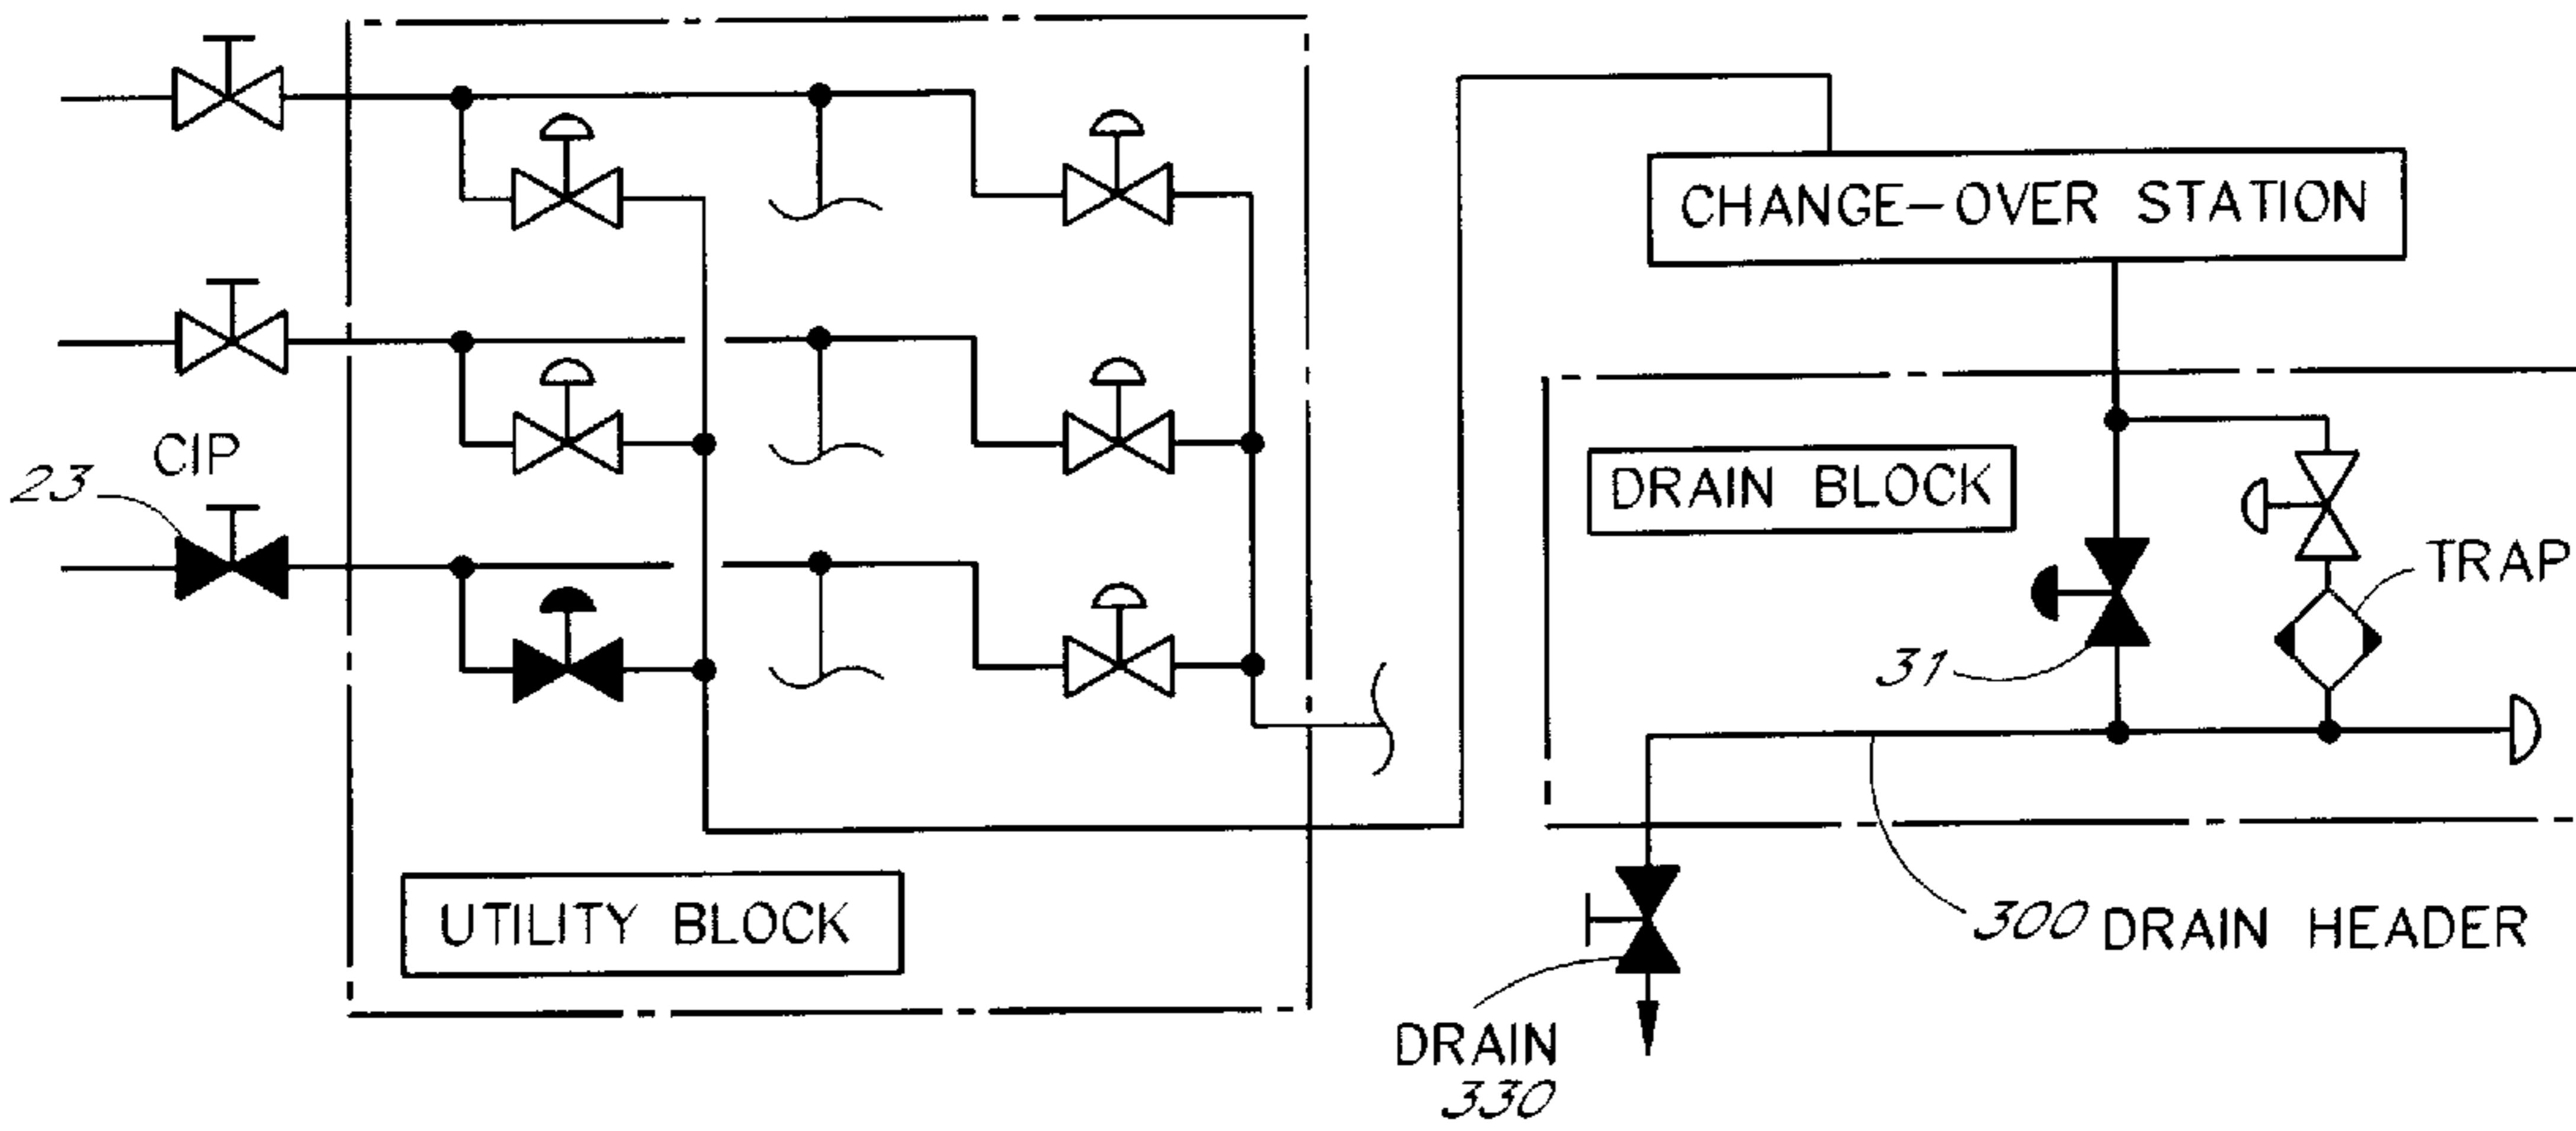 CHANGE-OVER STATION
CIP
23
DRAIN BLOCK
TRAP
31
UTILITY BLOCK
300 DRAIN HEADER
DRAIN
330